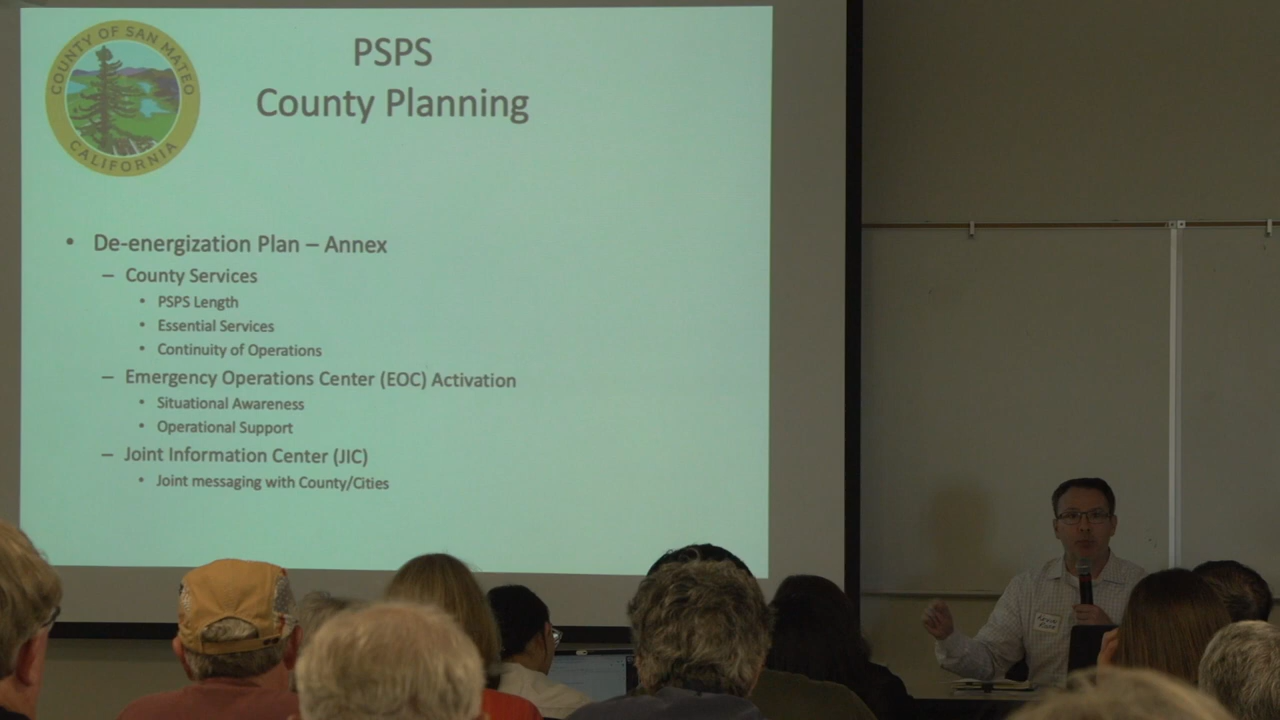 COUNTY OF SAN MATEO
CALIFORNIA
PSPS
County Planning
• De-energization Plan – Annex
– County Services
• PSPS Length
• Essential Services
• Continuity of Operations
– Emergency Operations Center (EOC) Activation
• Situational Awareness
• Operational Support
– Joint Information Center (JIC)
• Joint messaging with County/Cities